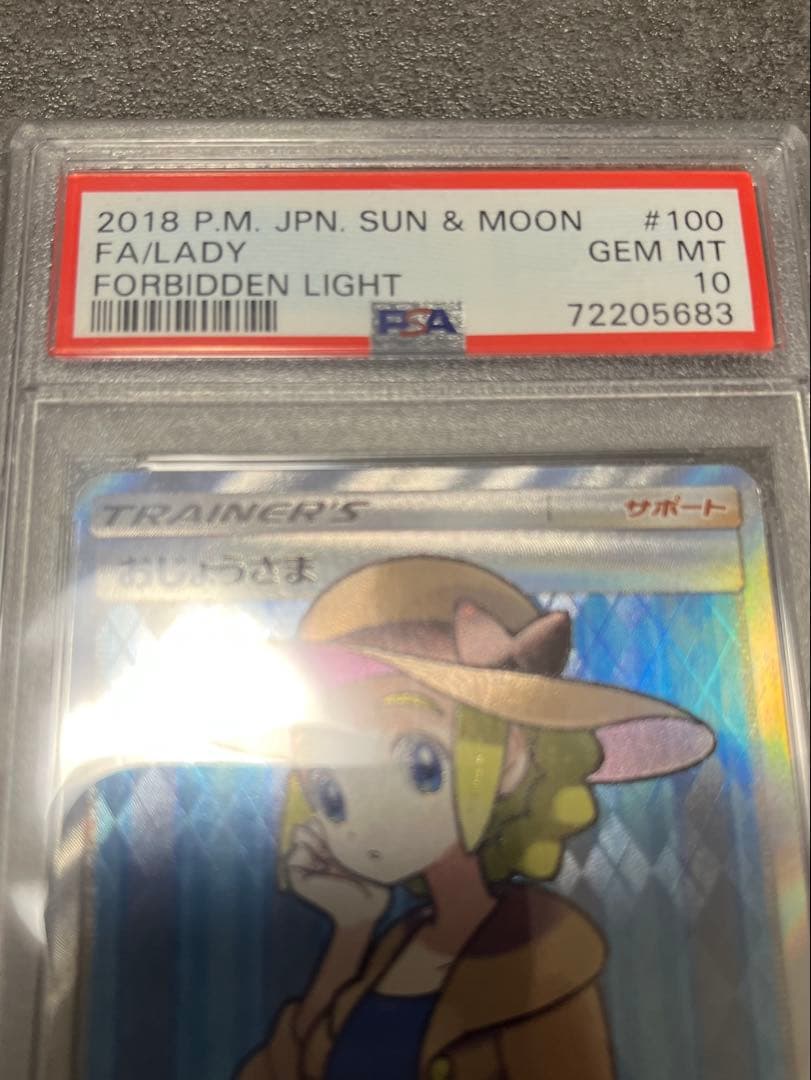 2018 P.M. JPN. SUN & MOON #100
FA/LADY GEM MT
FORBIDDEN LIGHT 10
PSA 72205683
TRAINER'S サポート
おじょうさま